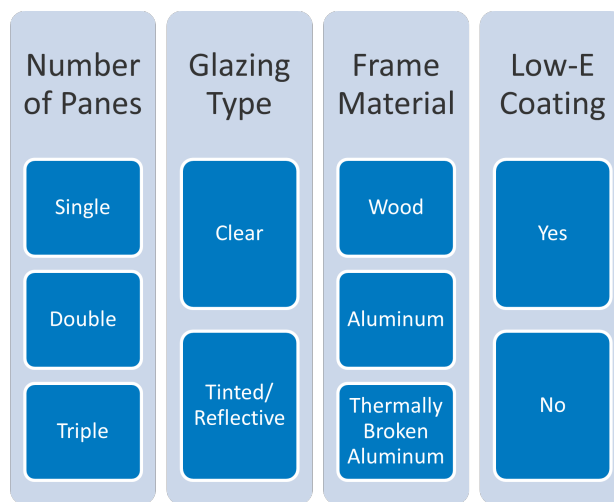 Number
of Panes
Single
Double
Triple
Glazing
Type
Clear
Tinted/
Reflective
Frame
Material
Wood
Aluminum
Thermally
Broken
Aluminum
Low-E
Coating
Yes
No